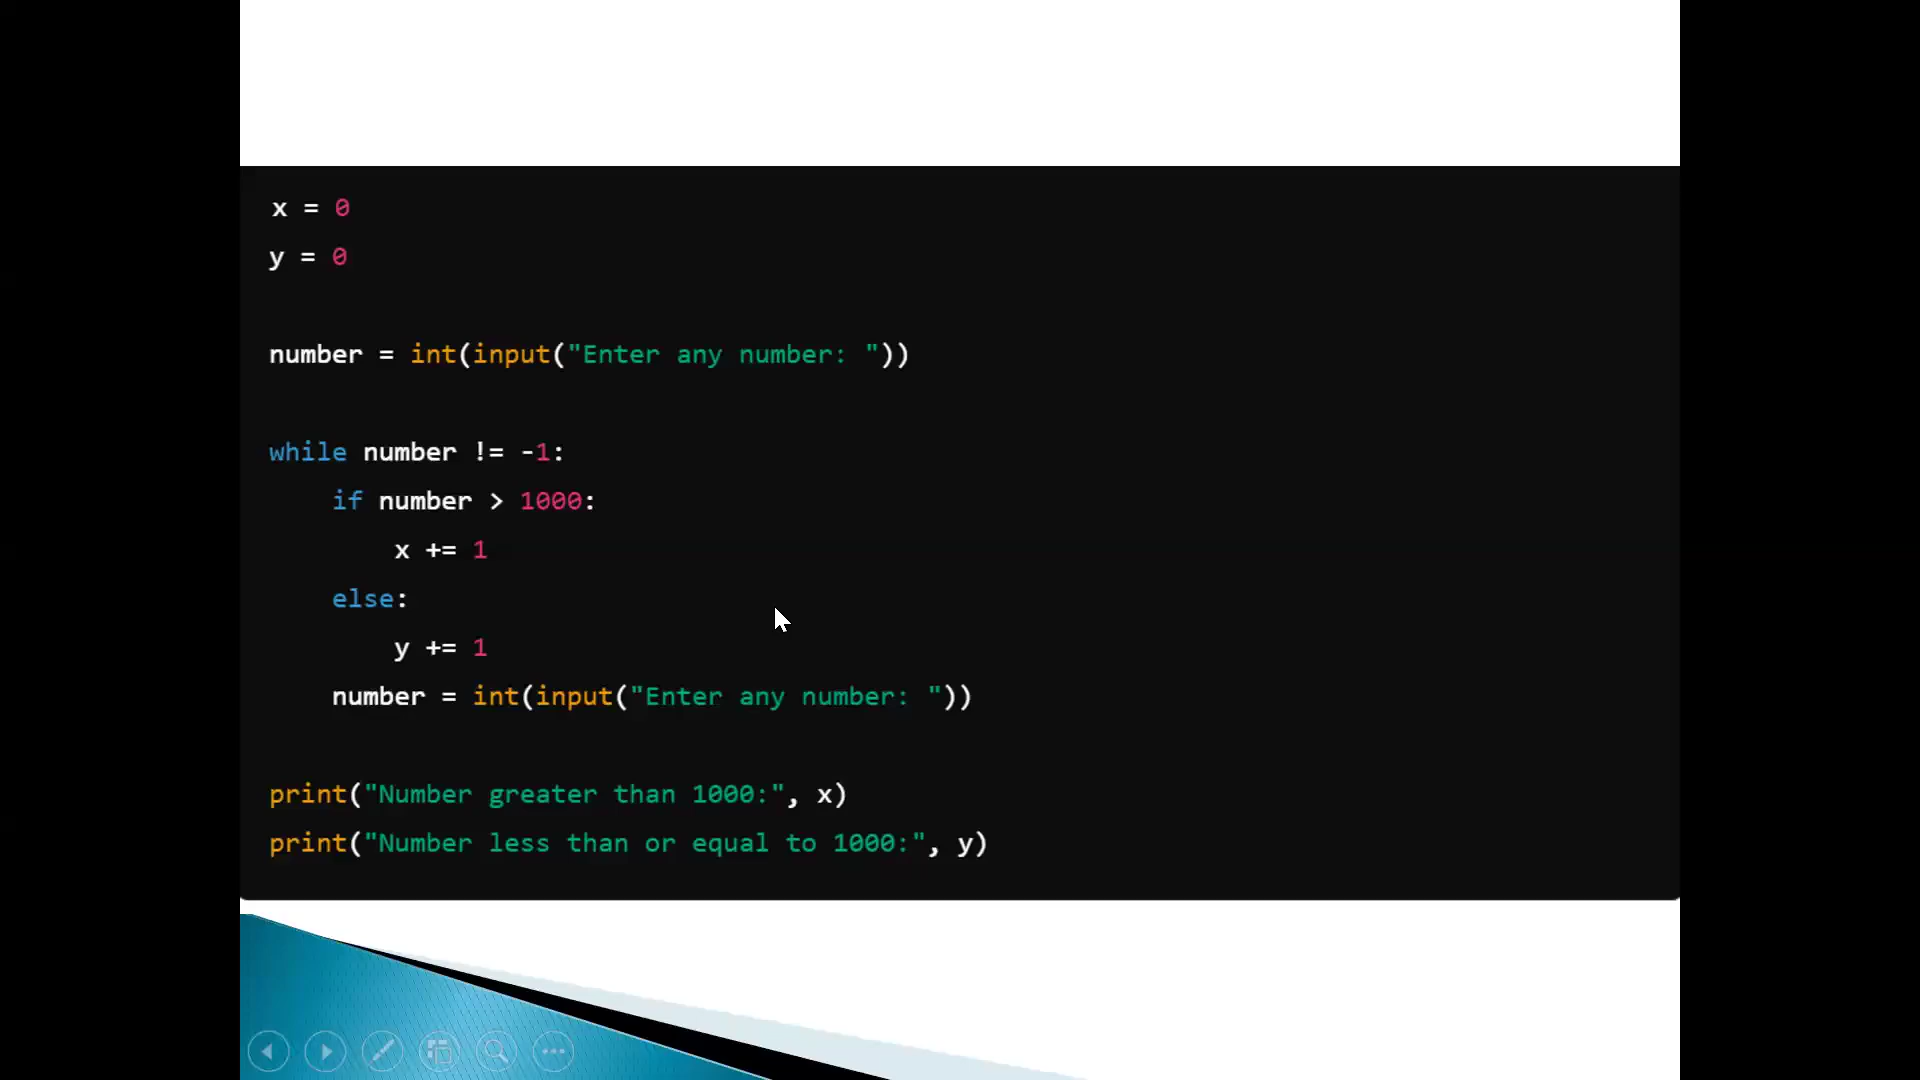 x = 0
y = 0
number = int(input("Enter any number: "))
while number != -1:
    if number > 1000:
        x += 1
    else:
        y += 1
    number = int(input("Enter any number: "))
print("Number greater than 1000:", x)
print("Number less than or equal to 1000:", y)